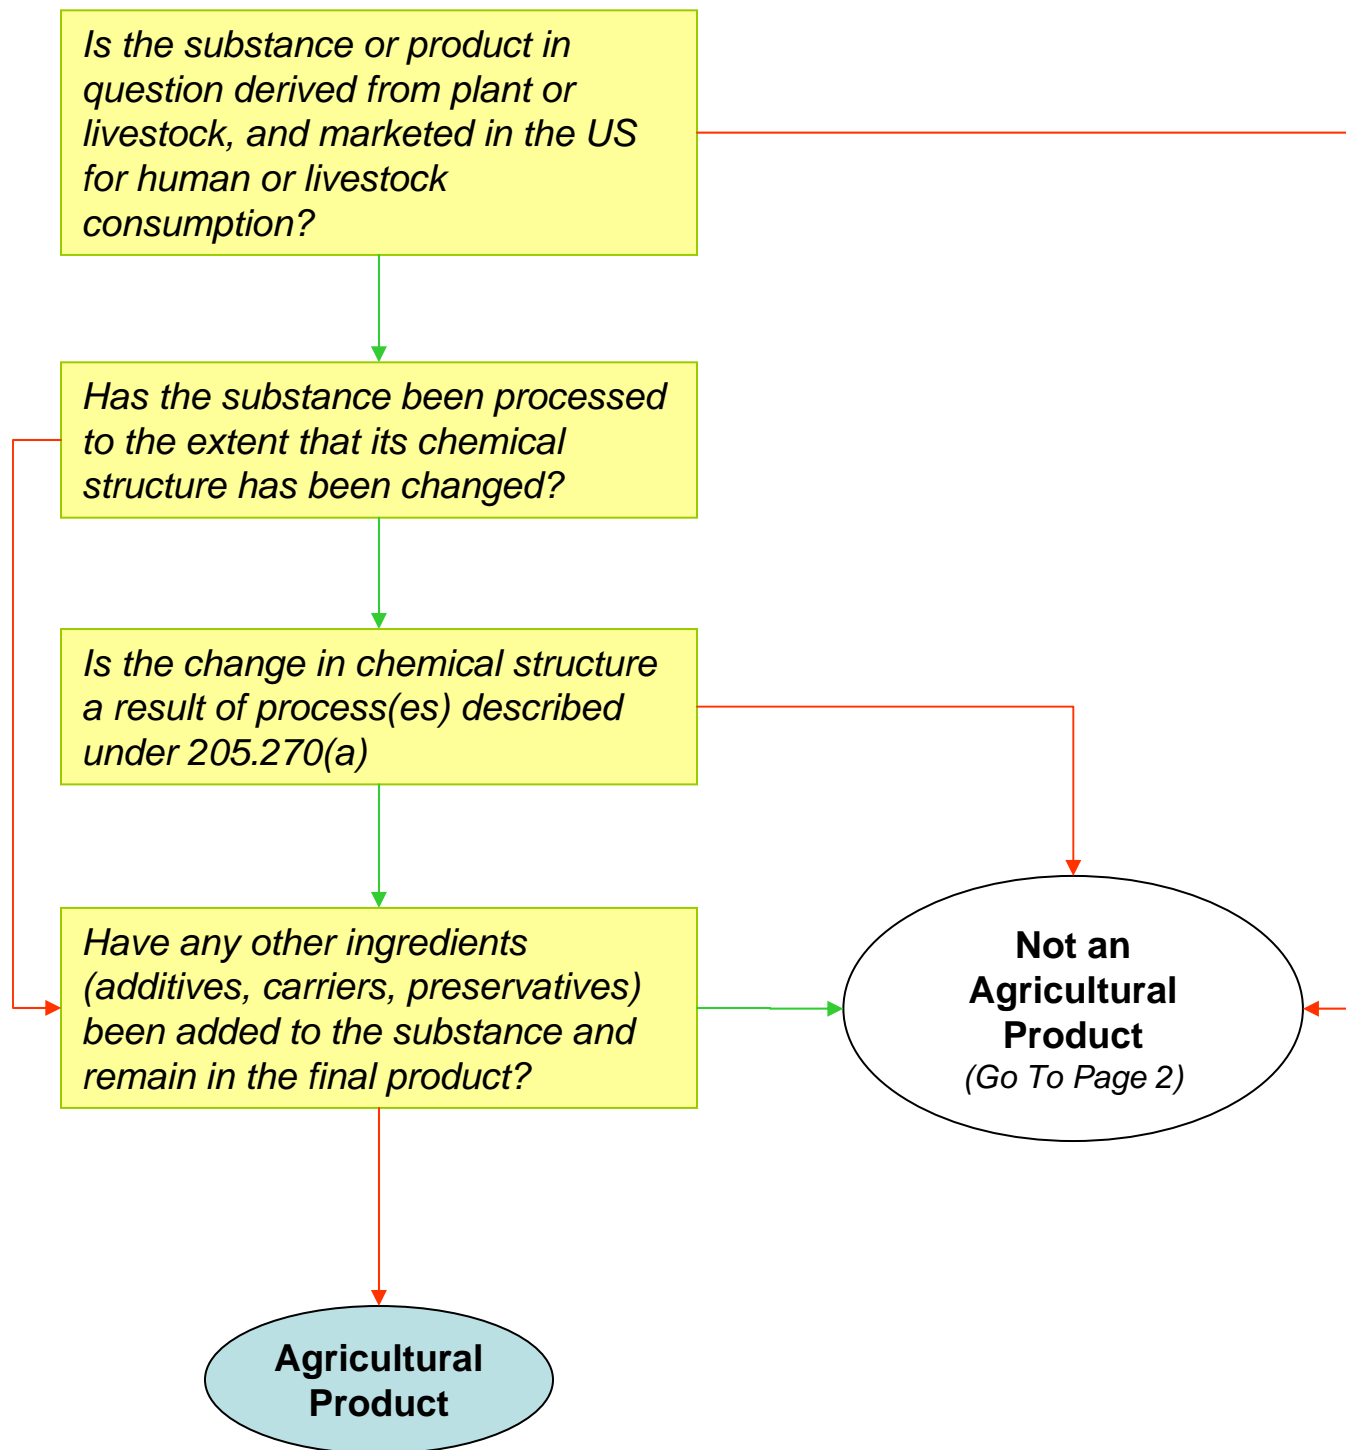 Is the substance or product in
question derived from plant or
livestock, and marketed in the US
for human or livestock
consumption?
Has the substance been processed
to the extent that its chemical
structure has been changed?
Is the change in chemical structure
a result of process(es) described
under 205.270(a)
Have any other ingredients
(additives, carriers, preservatives)
been added to the substance and
remain in the final product?
Not an
Agricultural
Product
(Go To Page 2)
Agricultural
Product